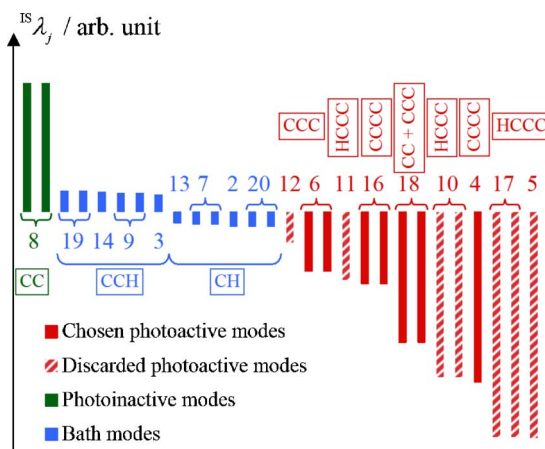 IS λj / arb. unit
CCC
HCCC
CCCC
CC + CCC
HCCC
CCCC
HCCC
13 7 2 20 12 6 11 16 18 10 4 17 5
8 19 14 9 3
CC CCH CH
Chosen photoactive modes
Discarded photoactive modes
Photoinactive modes
Bath modes